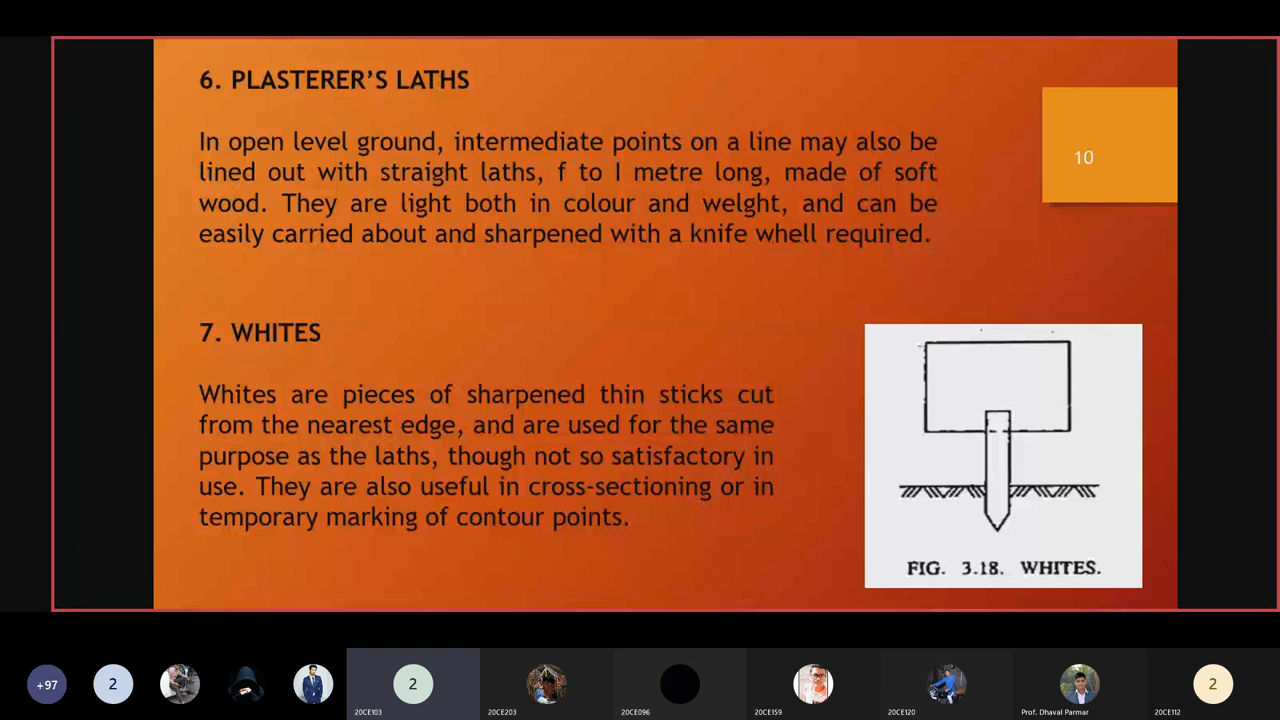 6. PLASTERER'S LATHS
In open level ground, intermediate points on a line may also be
lined out with straight laths, f to I metre long, made of soft
wood. They are light both in colour and welght, and can be
easily carried about and sharpened with a knife whell required.
10
7. WHITES
Whites are pieces of sharpened thin sticks cut
from the nearest edge, and are used for the same
purpose as the laths, though not so satisfactory in
use. They are also useful in cross-sectioning or in
temporary marking of contour points.
FIG. 3.18. WHITES.
+97
2
2
2
20CE103
20CE203
20CE096
20CE159
20CE120
Prof. Dhaval Parmar
20CE112